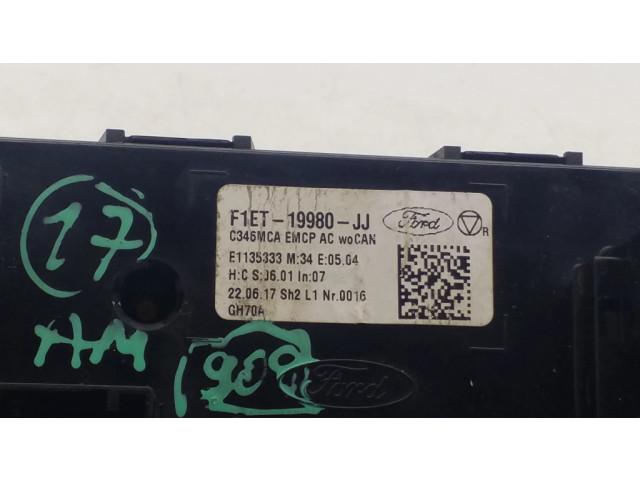 F1ET-19980-JJ Ford R
C346MCA EMCP AC woCAN
E1135333 M:34 E:05.04
H:C S:J6.01 In:07
22.06.17 Sh2 L1 Nr.0016
GH70A
17
AM
Ford